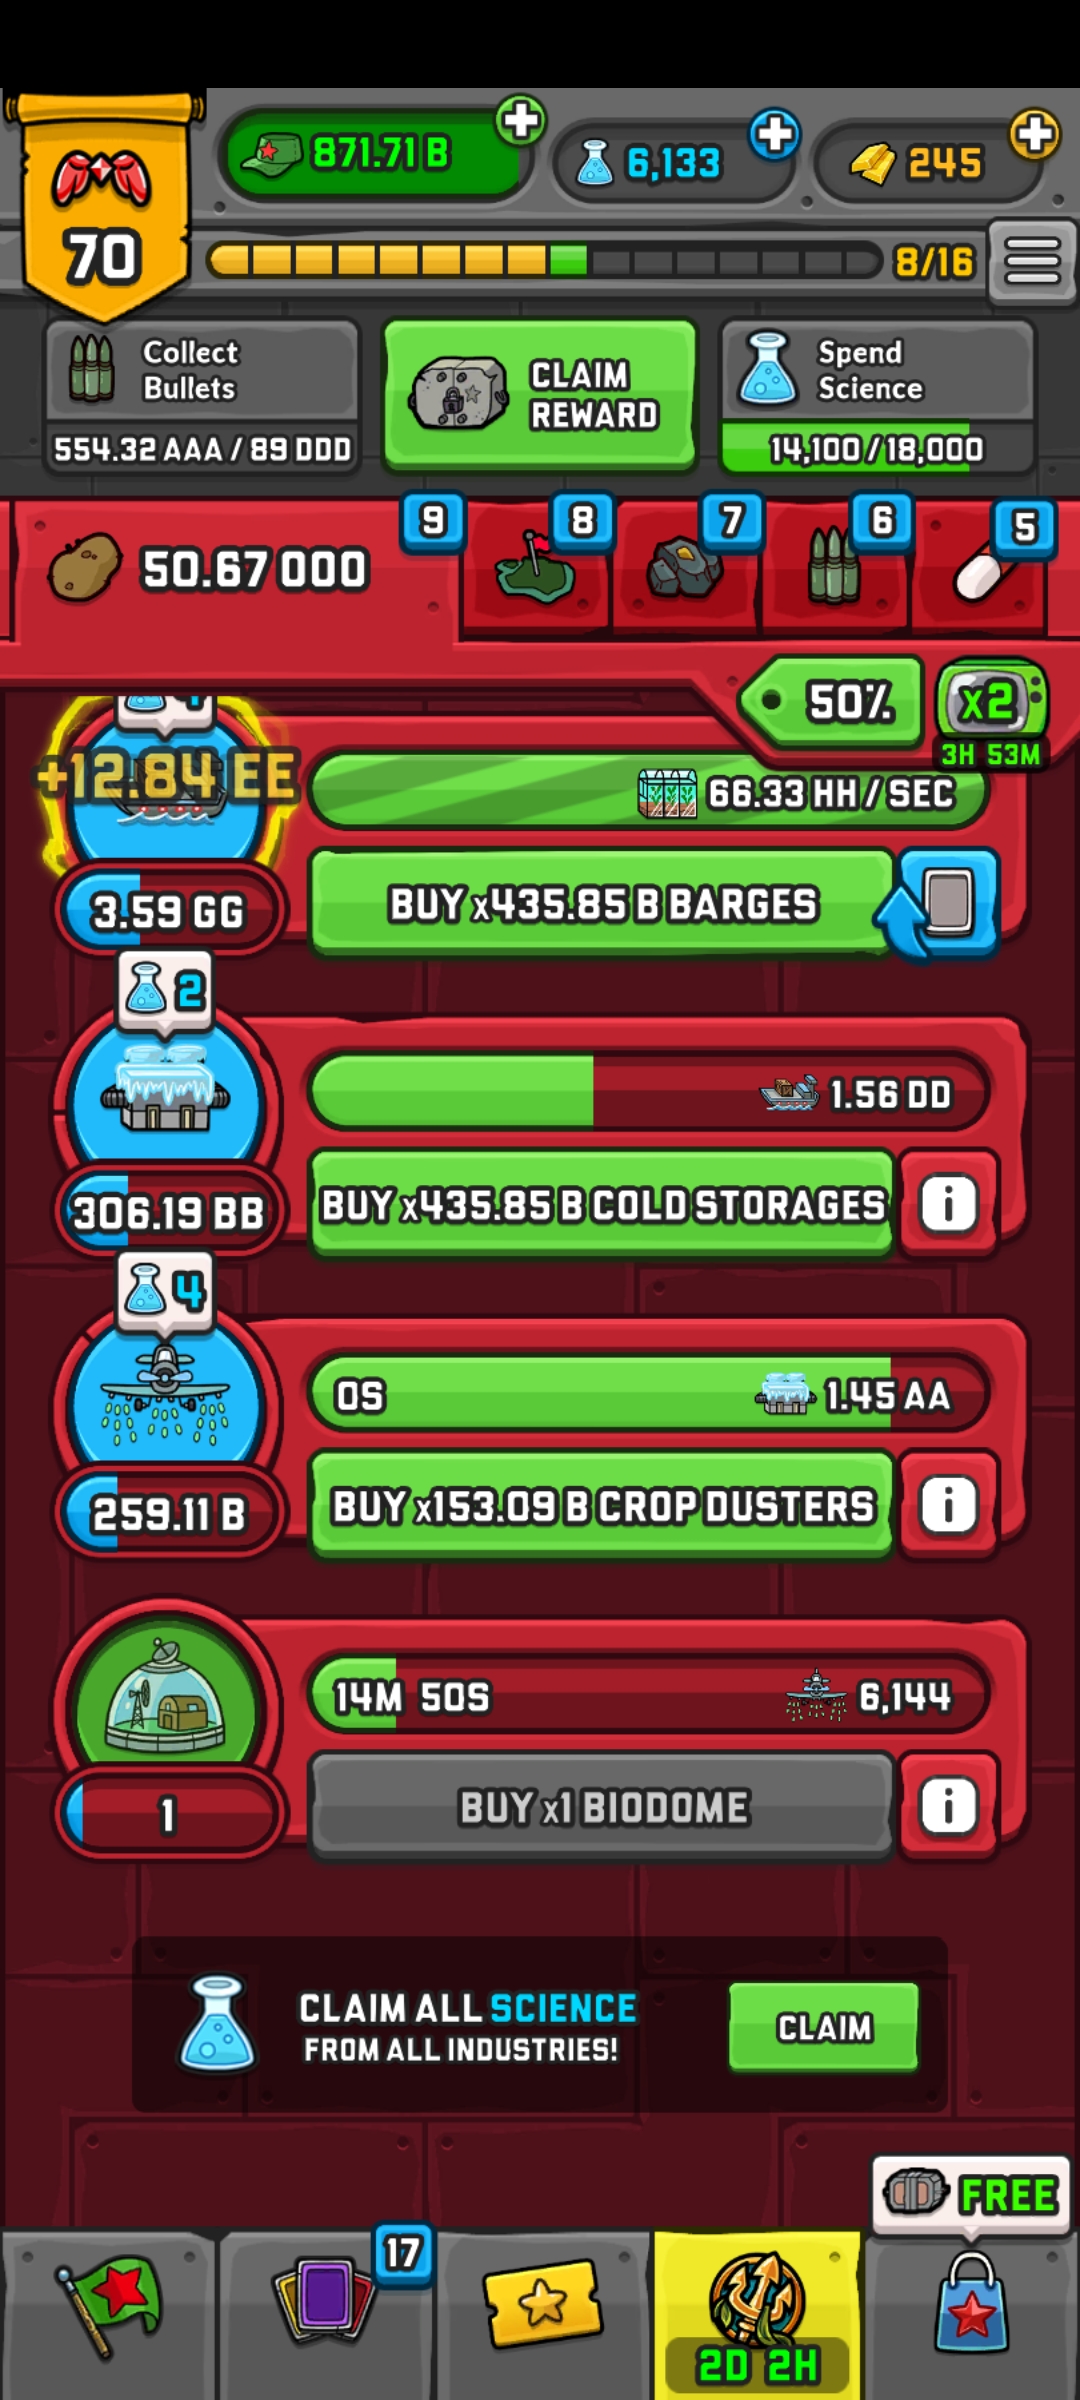 70
871.71 B
6,133
245
8/16
Collect
Bullets
554.32 AAA / 89 DDD
CLAIM
REWARD
Spend
Science
14,100 / 18,000
50.67 OOO
9
8
7
6
5
50%
x2
3H 53M
+12.84 EE
66.33 HH / SEC
3.59 GG
BUY x435.85 B BARGES
2
1.56 DD
306.19 BB
BUY x435.85 B COLD STORAGES
i
4
0S
1.45 AA
259.11 B
BUY x153.09 B CROP DUSTERS
i
14M 50S
6,144
1
BUY x1 BIODOME
i
CLAIM ALL SCIENCE
FROM ALL INDUSTRIES!
CLAIM
FREE
17
2D 2H